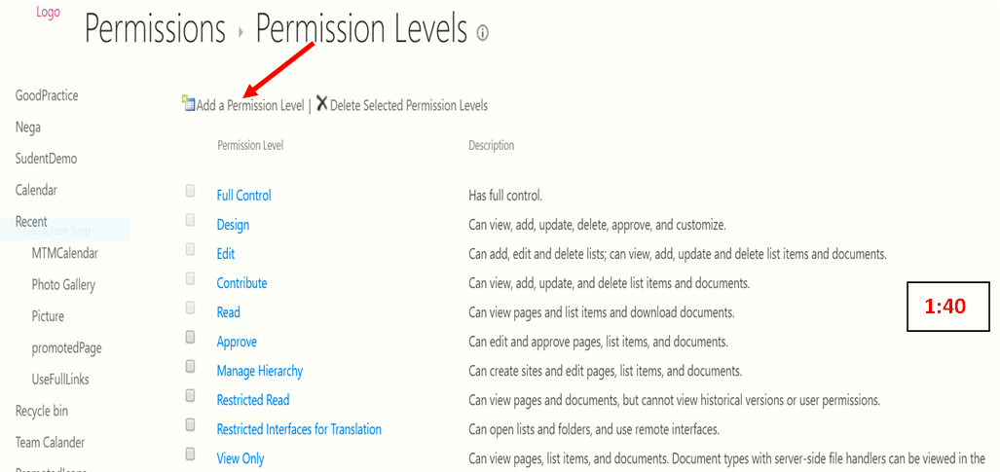 Logo
Permissions › Permission Levels
Add a Permission Level | Delete Selected Permission Levels
GoodPractice
Nega
SudentDemo
Calendar
Recent
Full-screen Snip
MTMCalendar
Photo Gallery
Picture
promotedPage
UseFullLinks
Recycle bin
Team Calander
PromotedIcons
Permission Level Description
Full Control Has full control.
Design Can view, add, update, delete, approve, and customize.
Edit Can add, edit and delete lists; can view, add, update and delete list items and documents.
Contribute Can view, add, update, and delete list items and documents.
Read Can view pages and list items and download documents.
Approve Can edit and approve pages, list items, and documents.
Manage Hierarchy Can create sites and edit pages, list items, and documents.
Restricted Read Can view pages and documents, but cannot view historical versions or user permissions.
Restricted Interfaces for Translation Can open lists and folders, and use remote interfaces.
View Only Can view pages, list items, and documents. Document types with server-side file handlers can be viewed in the
1:40